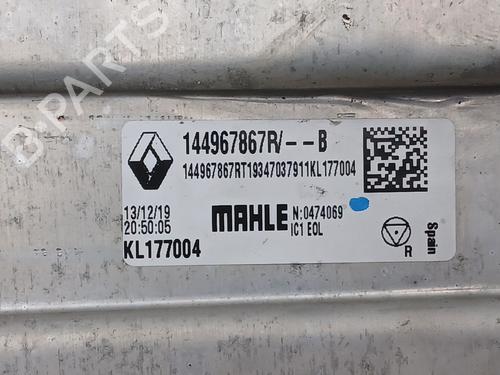 B-PARTS
144967867R/--B
144967867RT19347037911KL177004
13/12/19
20:50:05
MAHLE
N:0474069
IC1 EOL
KL177004
R
Spain